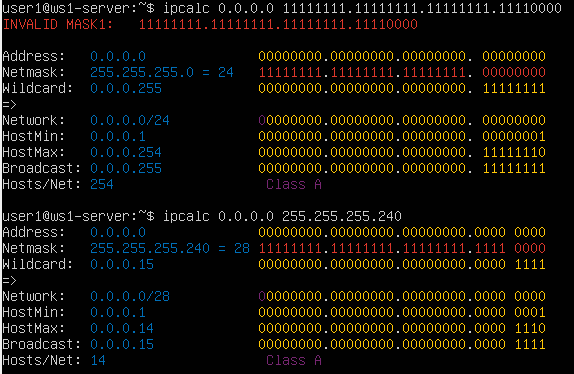 user1@ws1-server:~$ ipcalc 0.0.0.0 11111111.11111111.11111111.11110000
INVALID MASK1:   11111111.11111111.11111111.11110000

Address:   0.0.0.0              00000000.00000000.00000000. 00000000
Netmask:   255.255.255.0 = 24   11111111.11111111.11111111. 00000000
Wildcard:  0.0.0.255            00000000.00000000.00000000. 11111111
=>
Network:   0.0.0.0/24           00000000.00000000.00000000. 00000000
HostMin:   0.0.0.1              00000000.00000000.00000000. 00000001
HostMax:   0.0.0.254            00000000.00000000.00000000. 11111110
Broadcast: 0.0.0.255            00000000.00000000.00000000. 11111111
Hosts/Net: 254                   Class A

user1@ws1-server:~$ ipcalc 0.0.0.0 255.255.255.240
Address:   0.0.0.0              00000000.00000000.00000000.0000 0000
Netmask:   255.255.255.240 = 28 11111111.11111111.11111111.1111 0000
Wildcard:  0.0.0.15             00000000.00000000.00000000.0000 1111
=>
Network:   0.0.0.0/28           00000000.00000000.00000000.0000 0000
HostMin:   0.0.0.1              00000000.00000000.00000000.0000 0001
HostMax:   0.0.0.14             00000000.00000000.00000000.0000 1110
Broadcast: 0.0.0.15             00000000.00000000.00000000.0000 1111
Hosts/Net: 14                    Class A